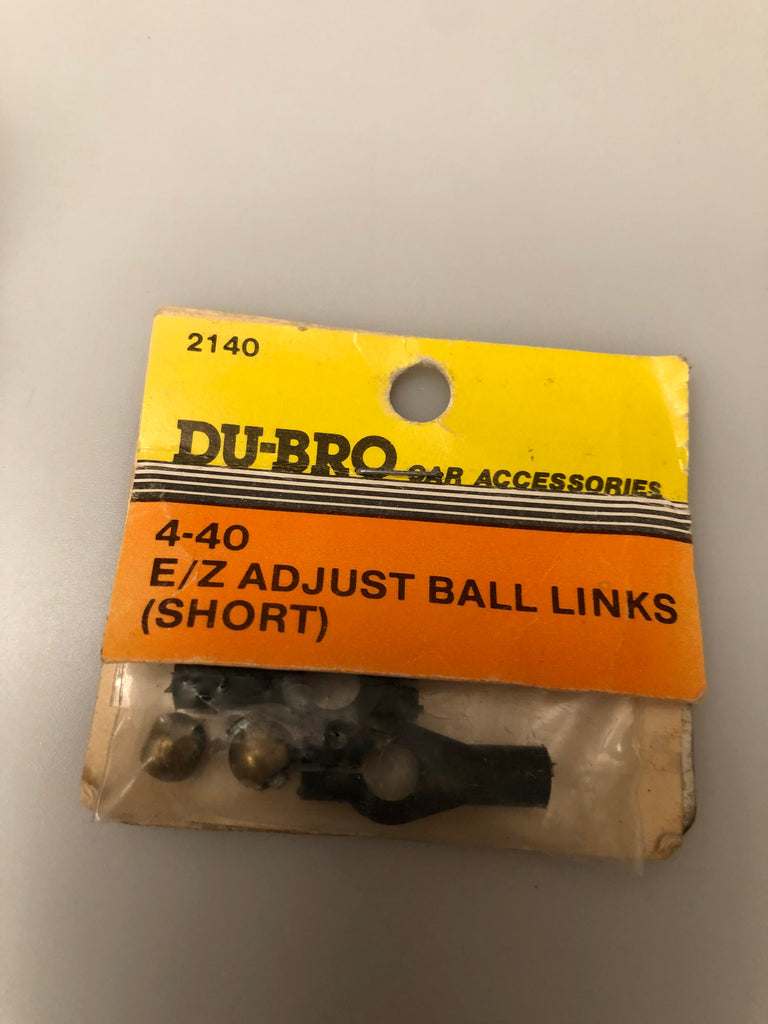 2140
DU-BRO CAR ACCESSORIES
4-40
E/Z ADJUST BALL LINKS
(SHORT)